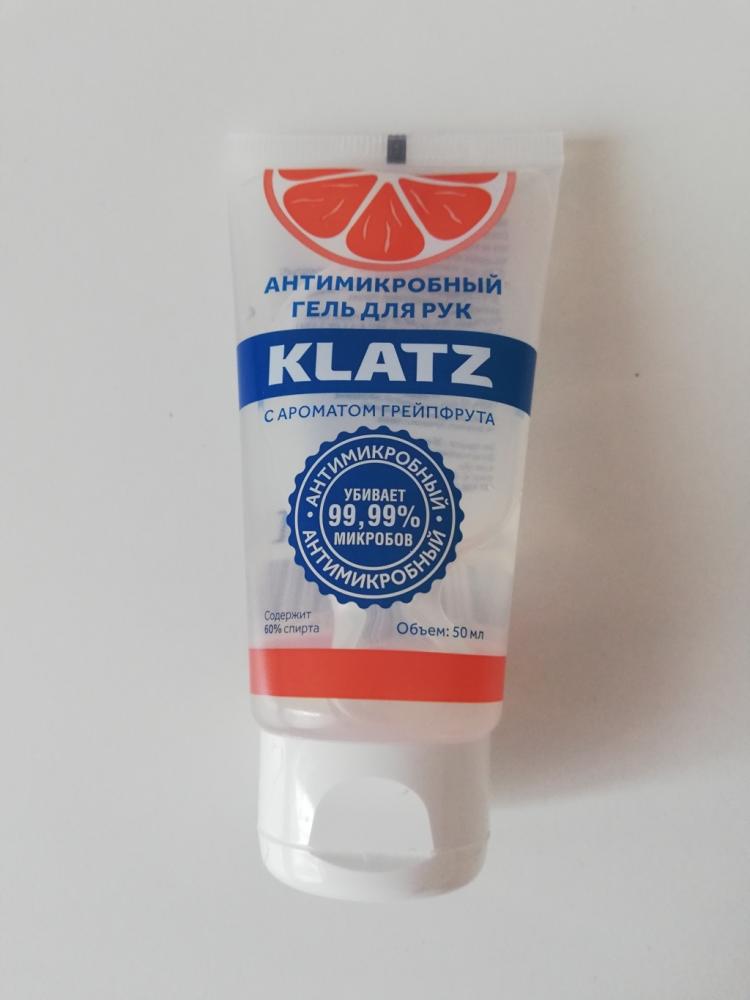 АНТИМИКРОБНЫЙ
ГЕЛЬ ДЛЯ РУК
KLATZ
С АРОМАТОМ ГРЕЙПФРУТА
АНТИМИКРОБНЫЙ
УБИВАЕТ
99,99%
МИКРОБОВ
АНТИМИКРОБНЫЙ
Содержит
60% спирта
Объем: 50 мл